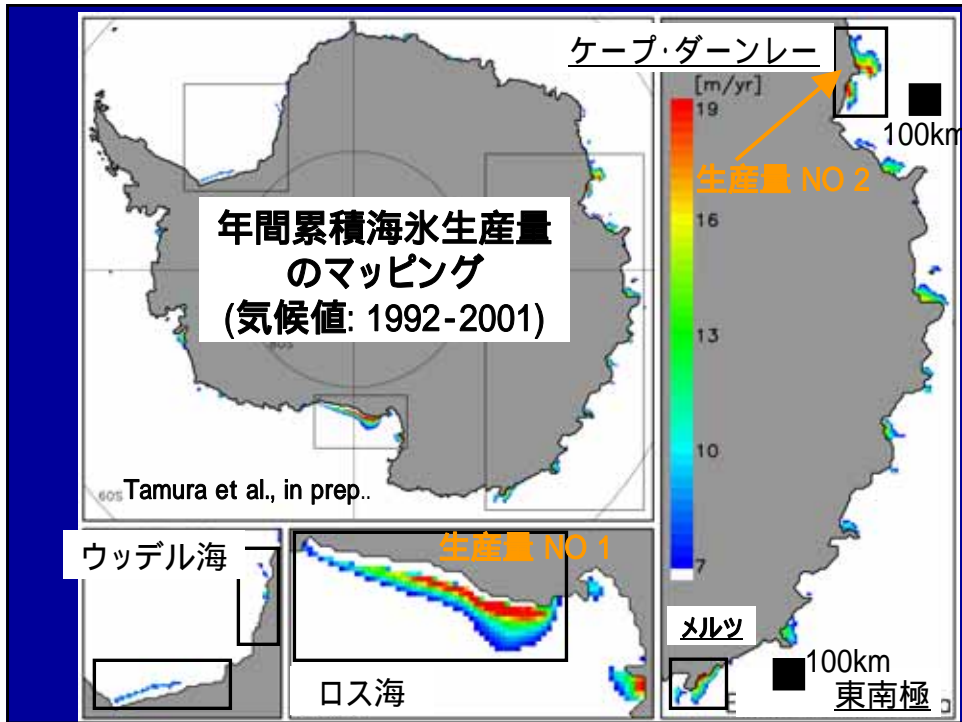 ケープ・ダーンレー
[m/yr]
19
100km
生産量 NO 2
16
年間累積海氷生産量
のマッピング
(気候値: 1992-2001)
80S
13
10
60S
Tamura et al., in prep..
7
ウッデル海
生産量 NO 1
メルツ
100km
ロス海
東南極